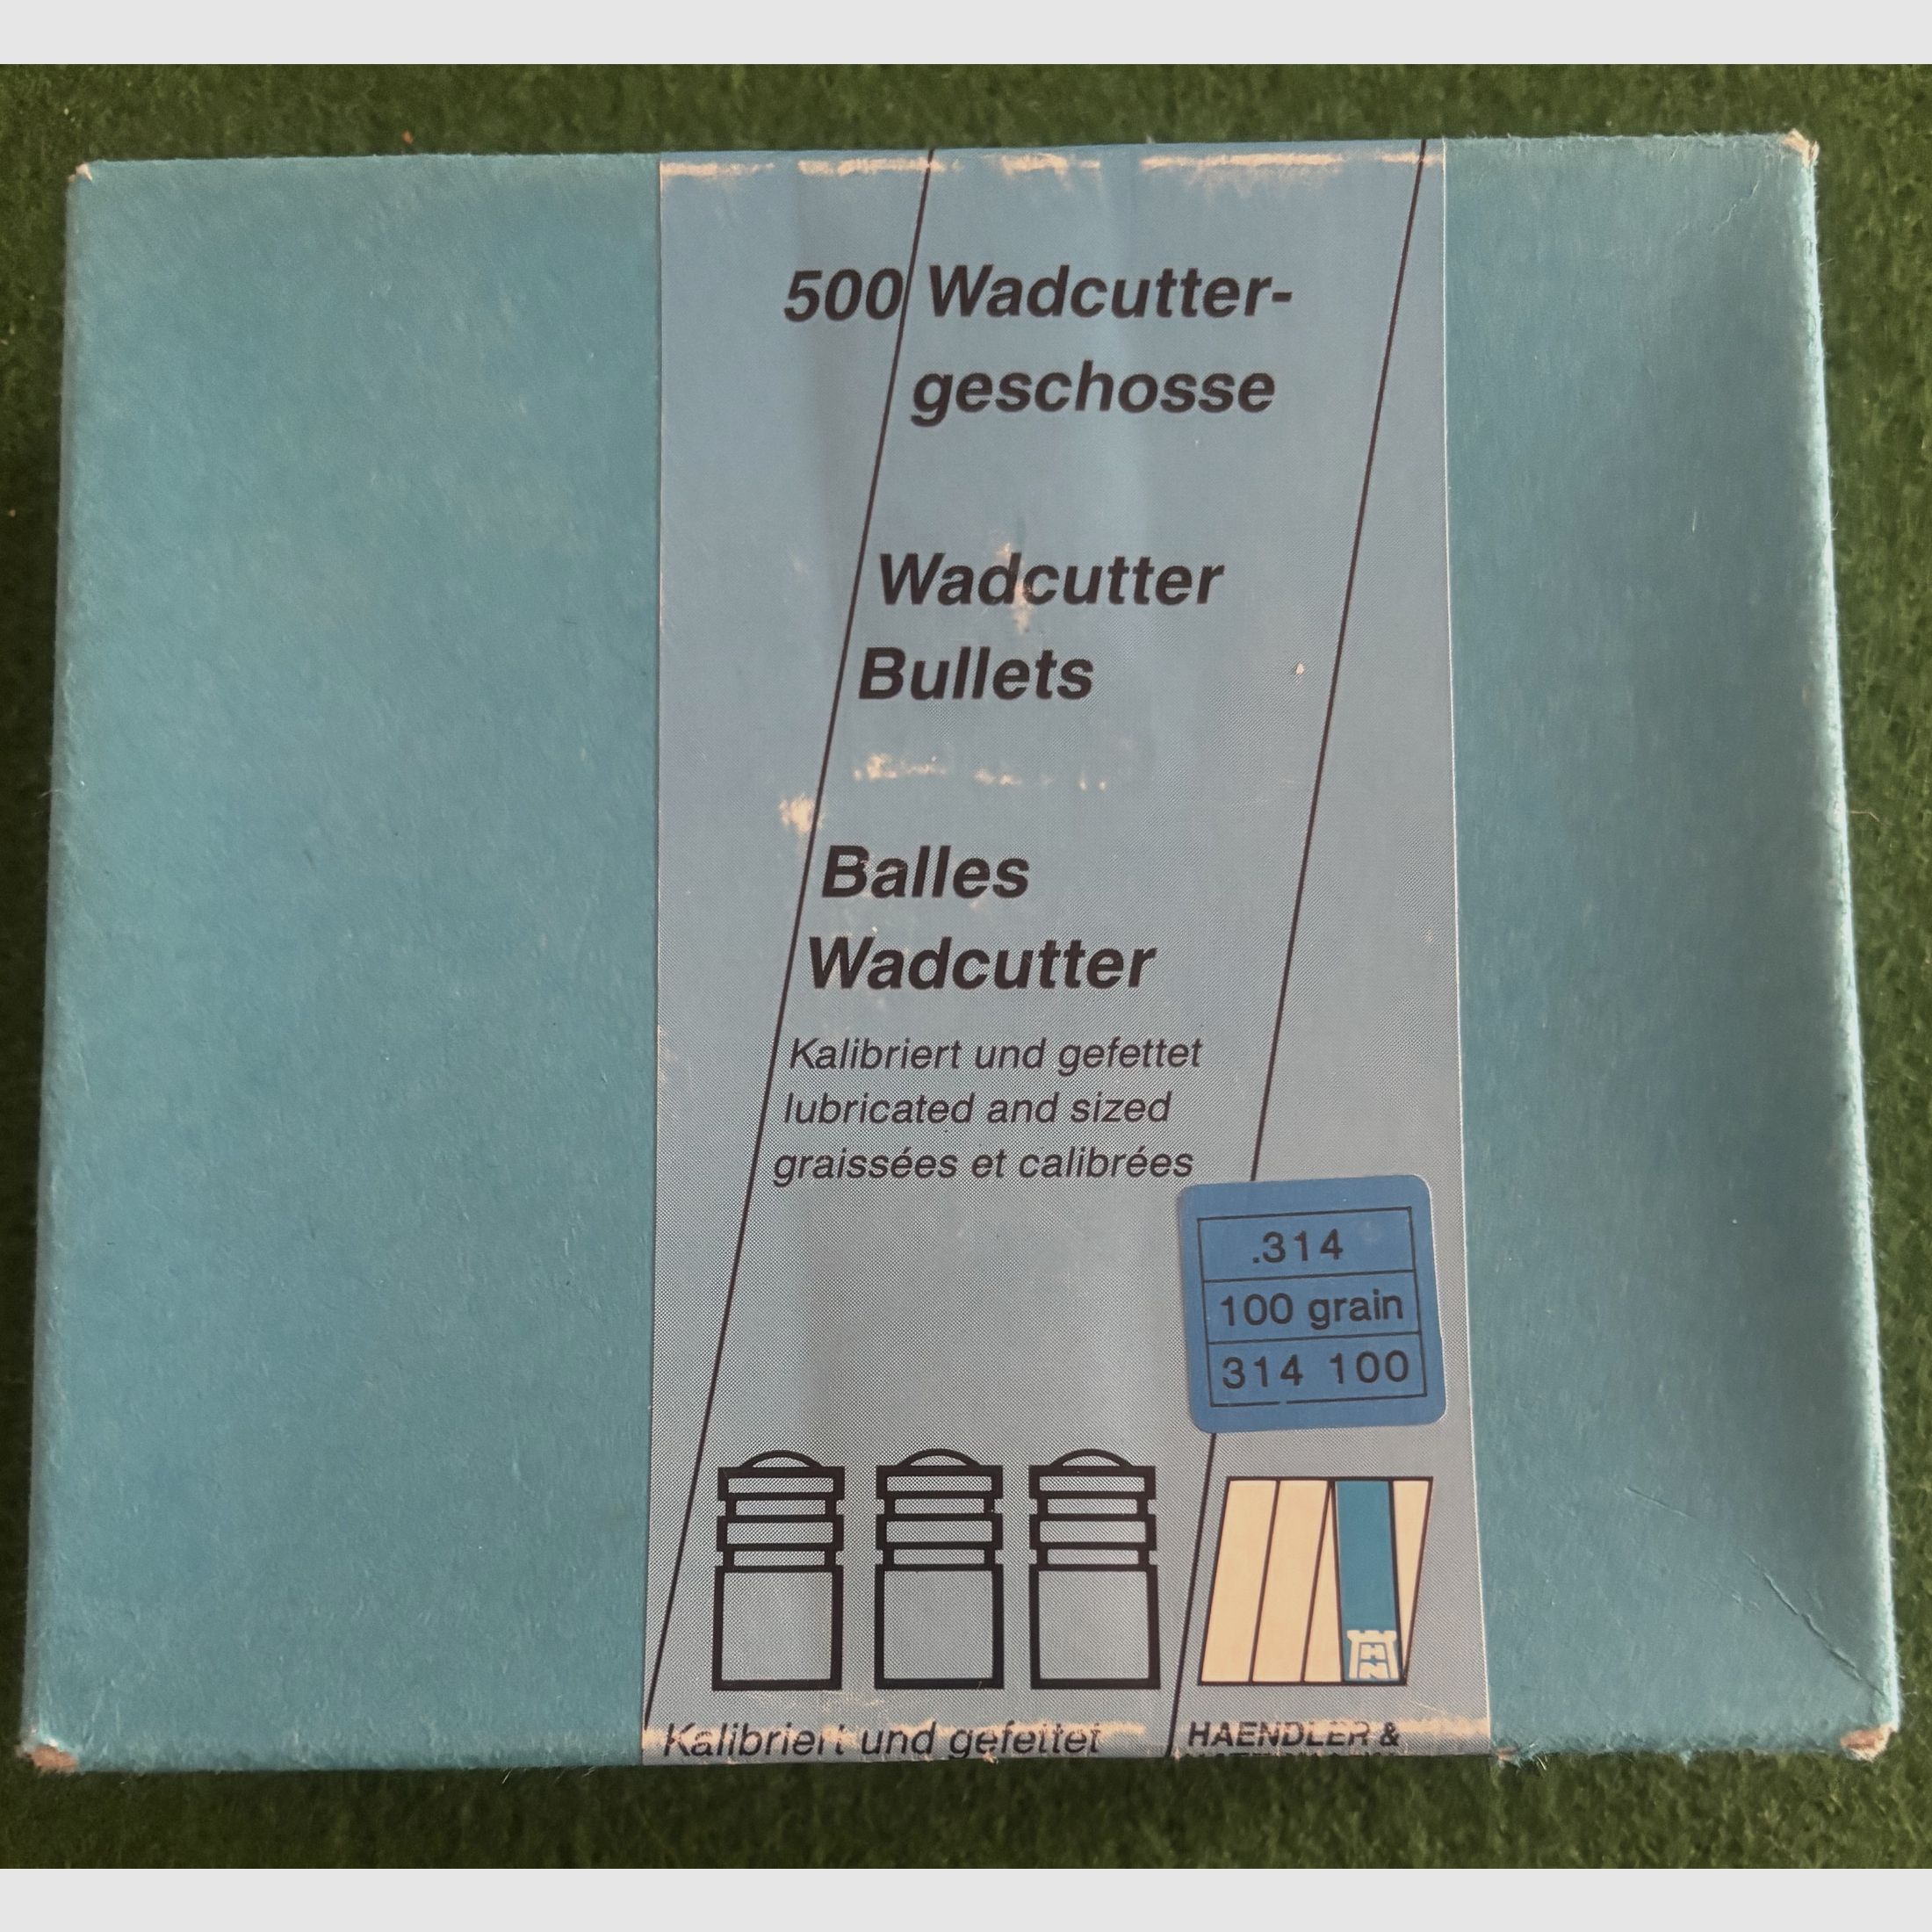 500 Wadcutter-
geschosse
Wadcutter
Bullets
Balles
Wadcutter
Kalibriert und gefettet
lubricated and sized
graissées et calibrées
.314
100 grain
314 100
HN
Kalibriert und gefettet
HAENDLER &